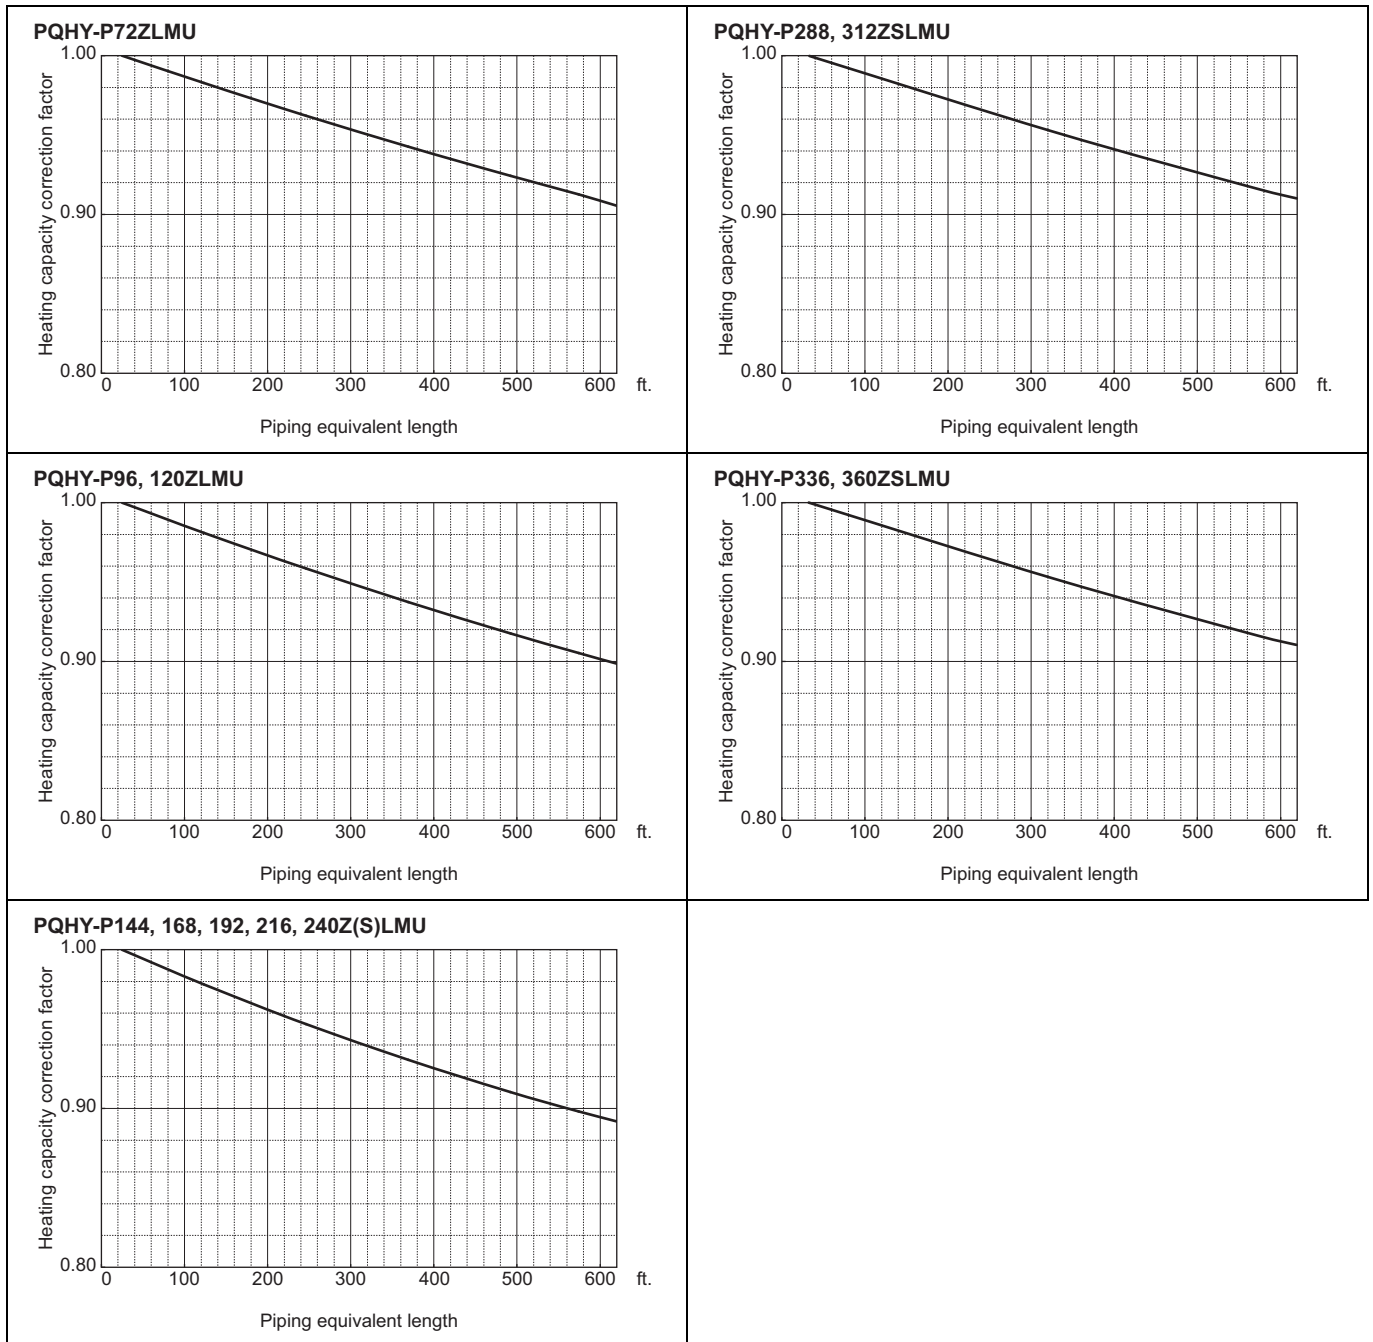 PQHY-P72ZLMU
1.00
0.90
0.80
Heating capacity correction factor
0 100 200 300 400 500 600 ft.
Piping equivalent length
PQHY-P288, 312ZSLMU
1.00
0.90
0.80
Heating capacity correction factor
0 100 200 300 400 500 600 ft.
Piping equivalent length
PQHY-P96, 120ZLMU
1.00
0.90
0.80
Heating capacity correction factor
0 100 200 300 400 500 600 ft.
Piping equivalent length
PQHY-P336, 360ZSLMU
1.00
0.90
0.80
Heating capacity correction factor
0 100 200 300 400 500 600 ft.
Piping equivalent length
PQHY-P144, 168, 192, 216, 240Z(S)LMU
1.00
0.90
0.80
Heating capacity correction factor
0 100 200 300 400 500 600 ft.
Piping equivalent length